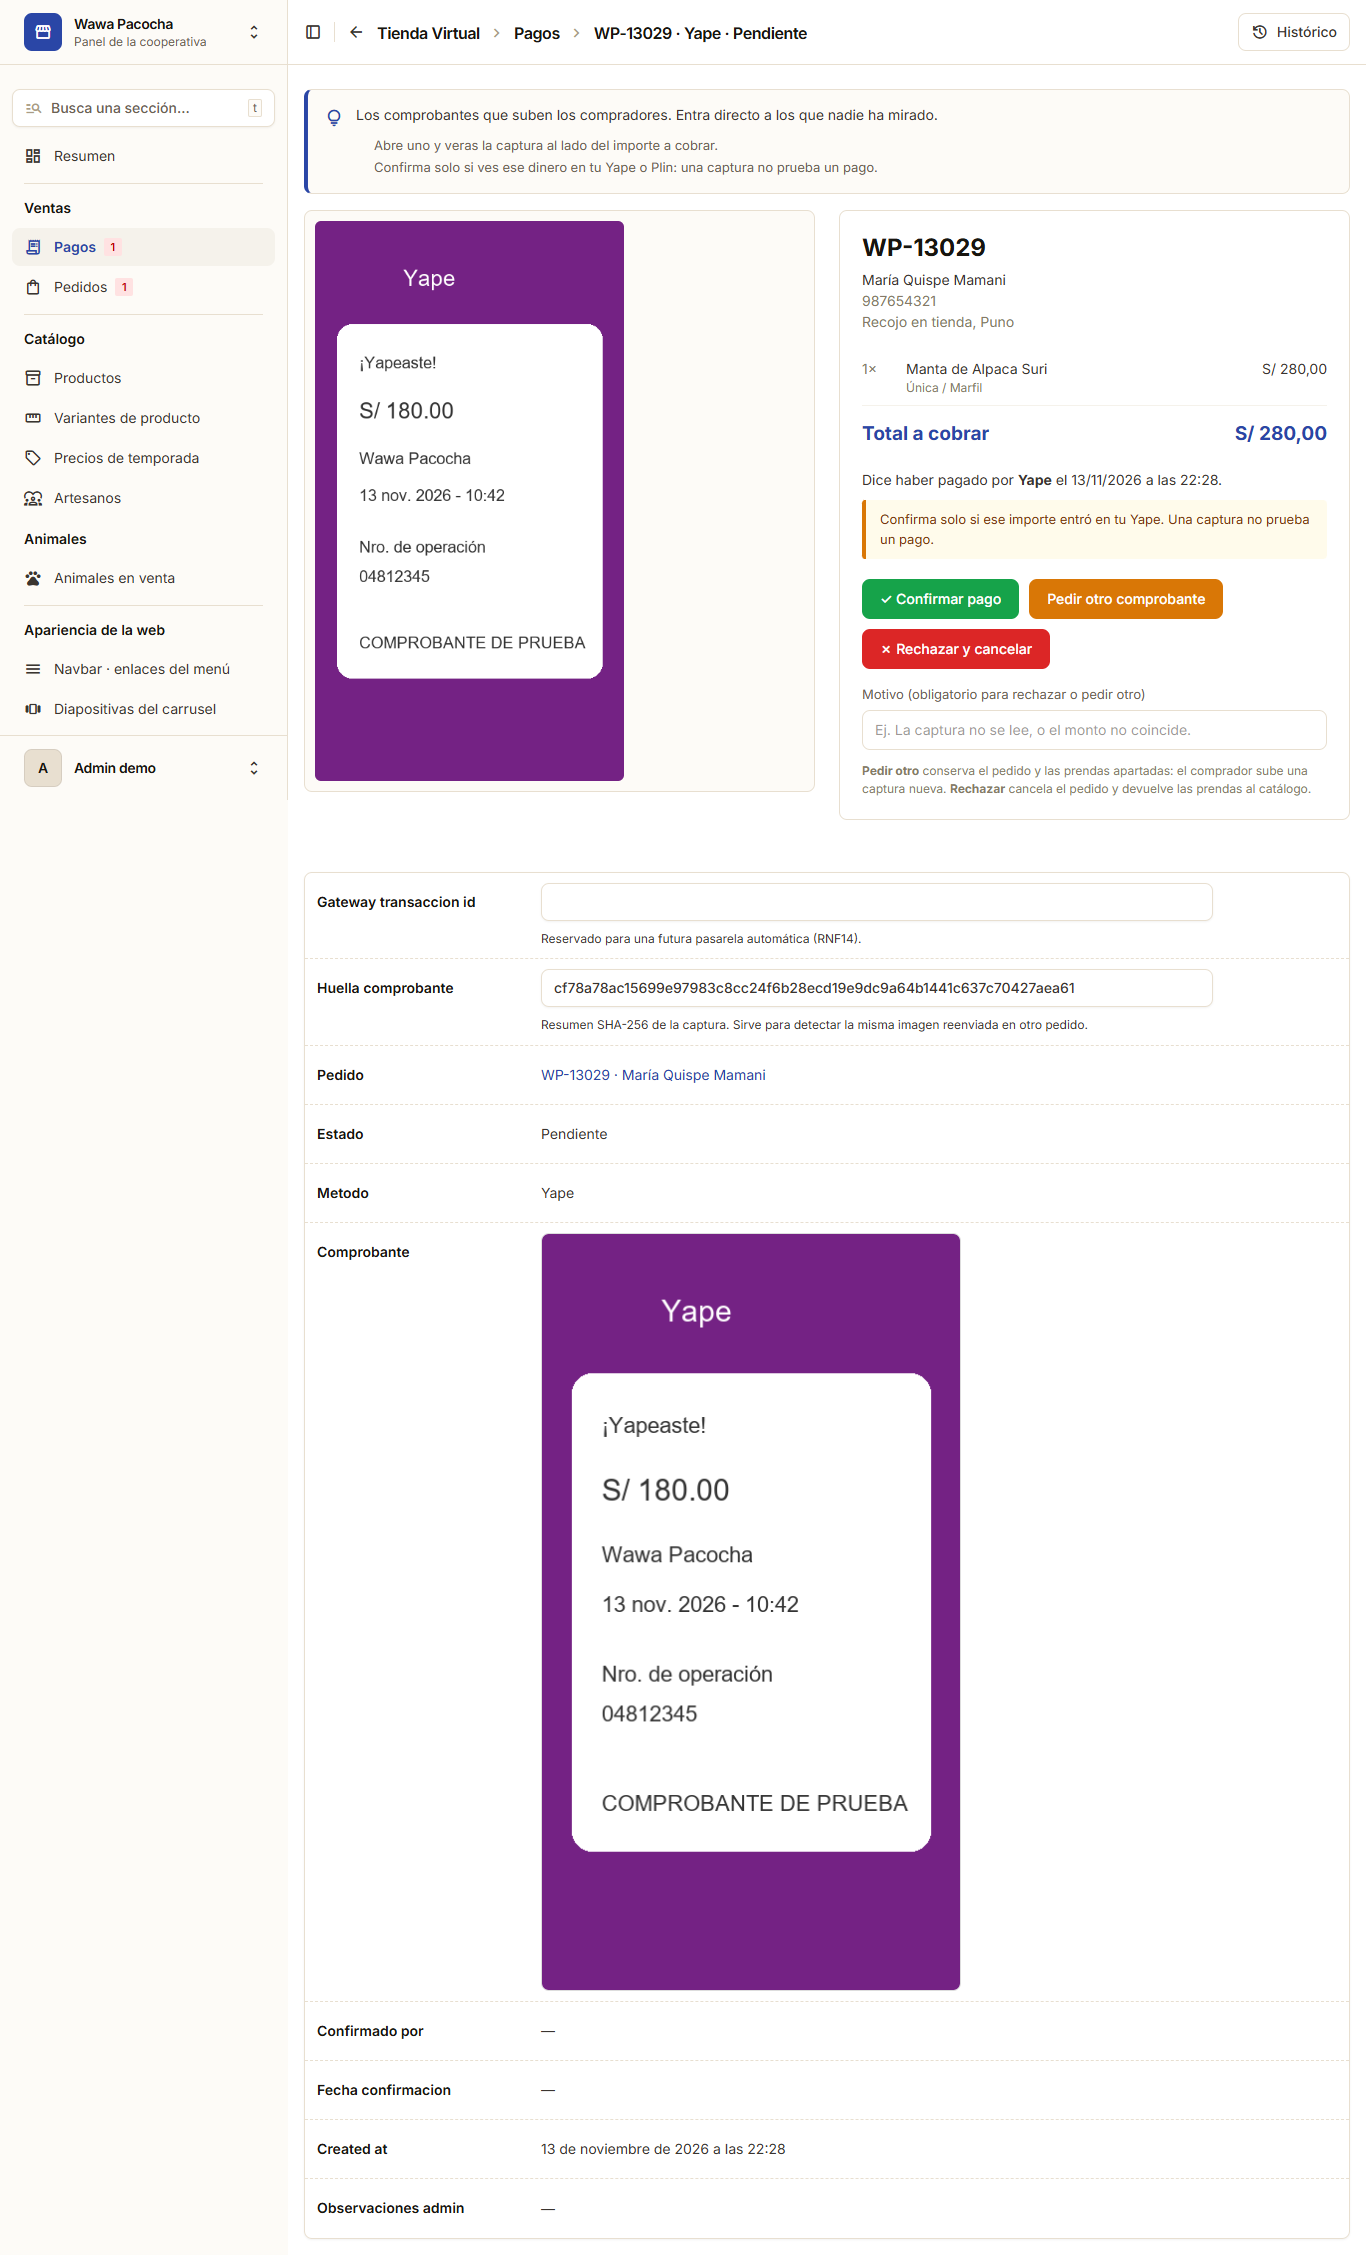 Wawa Pacocha
Panel de la cooperativa
Busca una sección...
t
Resumen
Ventas
Pagos 1
Pedidos 1
Catálogo
Productos
Variantes de producto
Precios de temporada
Artesanos
Animales
Animales en venta
Apariencia de la web
Navbar · enlaces del menú
Diapositivas del carrusel
A
Admin demo
Tienda Virtual > Pagos > WP-13029 · Yape · Pendiente
Histórico
Los comprobantes que suben los compradores. Entra directo a los que nadie ha mirado.
Abre uno y veras la captura al lado del importe a cobrar.
Confirma solo si ves ese dinero en tu Yape o Plin: una captura no prueba un pago.
Yape
¡Yapeaste!
S/ 180.00
Wawa Pacocha
13 nov. 2026 - 10:42
Nro. de operación
04812345
COMPROBANTE DE PRUEBA
WP-13029
María Quispe Mamani
987654321
Recojo en tienda, Puno
1× Manta de Alpaca Suri S/ 280,00
Única / Marfil
Total a cobrar S/ 280,00
Dice haber pagado por Yape el 13/11/2026 a las 22:28.
Confirma solo si ese importe entró en tu Yape. Una captura no prueba
un pago.
✓ Confirmar pago
Pedir otro comprobante
× Rechazar y cancelar
Motivo (obligatorio para rechazar o pedir otro)
Ej. La captura no se lee, o el monto no coincide.
Pedir otro conserva el pedido y las prendas apartadas: el comprador sube una
captura nueva. Rechazar cancela el pedido y devuelve las prendas al catálogo.
Gateway transaccion id
Reservado para una futura pasarela automática (RNF14).
Huella comprobante
cf78a78ac15699e97983c8cc24f6b28ecd19e9dc9a64b1441c637c70427aea61
Resumen SHA-256 de la captura. Sirve para detectar la misma imagen reenviada en otro pedido.
Pedido
WP-13029 · María Quispe Mamani
Estado
Pendiente
Metodo
Yape
Comprobante
Yape
¡Yapeaste!
S/ 180.00
Wawa Pacocha
13 nov. 2026 - 10:42
Nro. de operación
04812345
COMPROBANTE DE PRUEBA
Confirmado por
—
Fecha confirmacion
—
Created at
13 de noviembre de 2026 a las 22:28
Observaciones admin
—